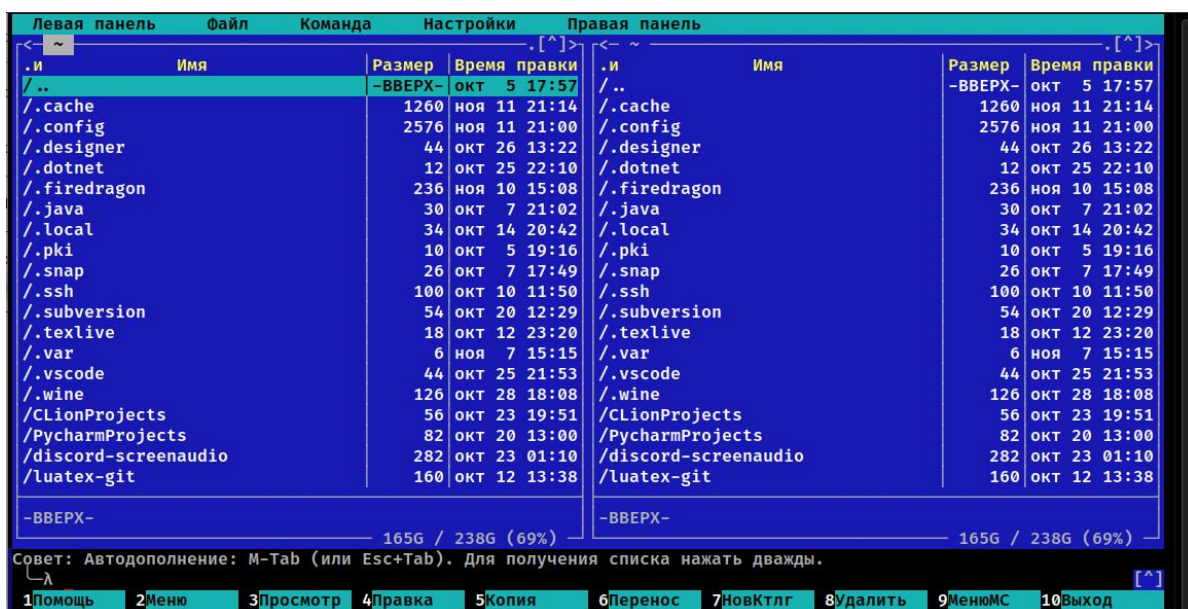 Левая панель Файл Команда Настройки Правая панель
<- ~ .[^]> <- ~ .[^]>
.и Имя Размер Время правки .и Имя Размер Время правки
/.. -ВВЕРХ- окт 5 17:57 /.. -ВВЕРХ- окт 5 17:57
/.cache 1260 ноя 11 21:14 /.cache 1260 ноя 11 21:14
/.config 2576 ноя 11 21:00 /.config 2576 ноя 11 21:00
/.designer 44 окт 26 13:22 /.designer 44 окт 26 13:22
/.dotnet 12 окт 25 22:10 /.dotnet 12 окт 25 22:10
/.firedragon 236 ноя 10 15:08 /.firedragon 236 ноя 10 15:08
/.java 30 окт 7 21:02 /.java 30 окт 7 21:02
/.local 34 окт 14 20:42 /.local 34 окт 14 20:42
/.pki 10 окт 5 19:16 /.pki 10 окт 5 19:16
/.snap 26 окт 7 17:49 /.snap 26 окт 7 17:49
/.ssh 100 окт 10 11:50 /.ssh 100 окт 10 11:50
/.subversion 54 окт 20 12:29 /.subversion 54 окт 20 12:29
/.texlive 18 окт 12 23:20 /.texlive 18 окт 12 23:20
/.var 6 ноя 7 15:15 /.var 6 ноя 7 15:15
/.vscode 44 окт 25 21:53 /.vscode 44 окт 25 21:53
/.wine 126 окт 28 18:08 /.wine 126 окт 28 18:08
/CLionProjects 56 окт 23 19:51 /CLionProjects 56 окт 23 19:51
/PycharmProjects 82 окт 20 13:00 /PycharmProjects 82 окт 20 13:00
/discord-screenaudio 282 окт 23 01:10 /discord-screenaudio 282 окт 23 01:10
/luatex-git 160 окт 12 13:38 /luatex-git 160 окт 12 13:38
-ВВЕРХ- -ВВЕРХ-
165G / 238G (69%) 165G / 238G (69%)
Совет: Автодополнение: M-Tab (или Esc+Tab). Для получения списка нажать дважды.
λ [^]
1Помощь 2Меню 3Просмотр 4Правка 5Копия 6Перенос 7НовКтлг 8Удалить 9МенюMC 10Выход